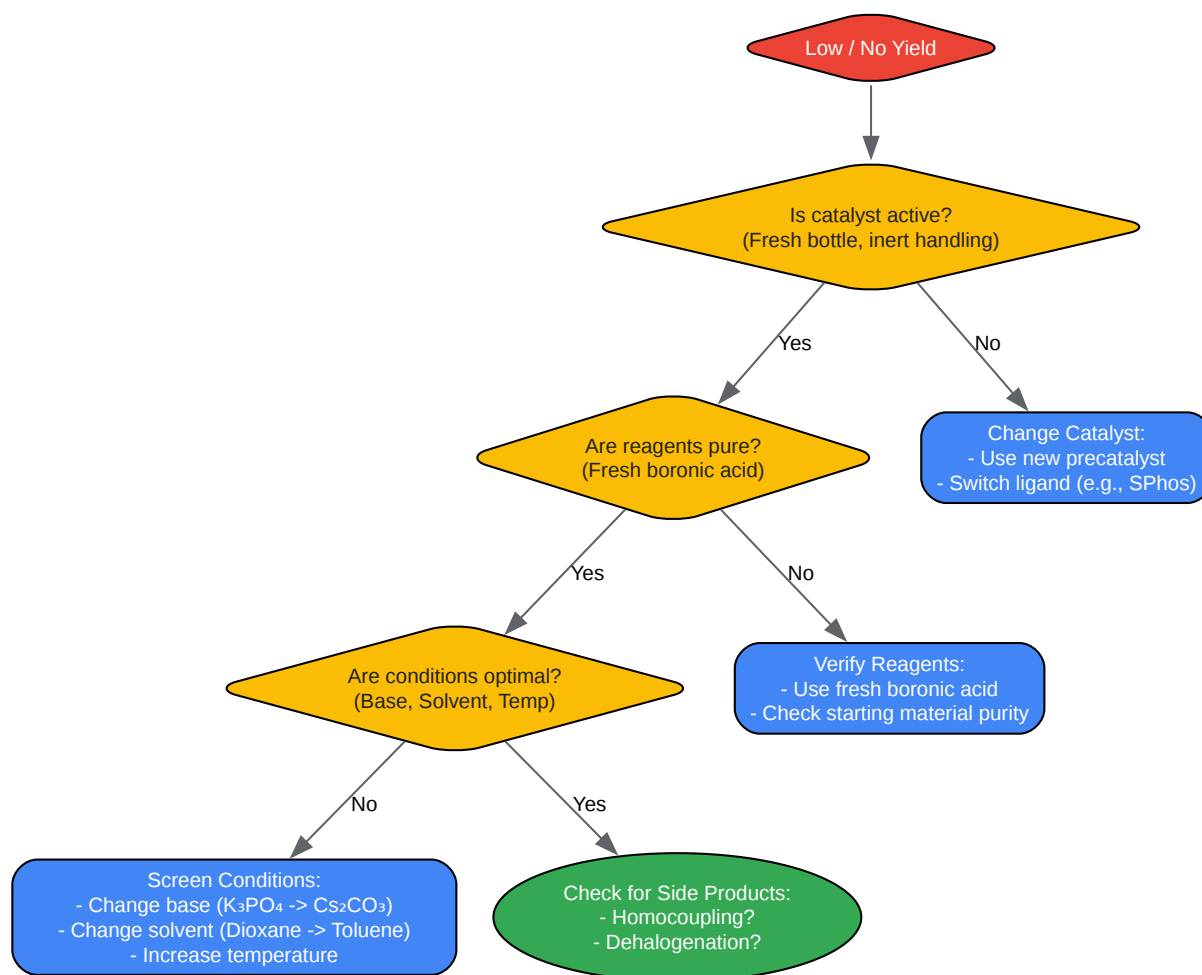 Low / No Yield
Is catalyst active?
(Fresh bottle, inert handling)
Yes
No
Are reagents pure?
(Fresh boronic acid)
Change Catalyst:
- Use new precatalyst
- Switch ligand (e.g., SPhos)
Yes
No
Are conditions optimal?
(Base, Solvent, Temp)
Verify Reagents:
- Use fresh boronic acid
- Check starting material purity
No
Yes
Screen Conditions:
- Change base (K₃PO₄ -> Cs₂CO₃)
- Change solvent (Dioxane -> Toluene)
- Increase temperature
Check for Side Products:
- Homocoupling?
- Dehalogenation?